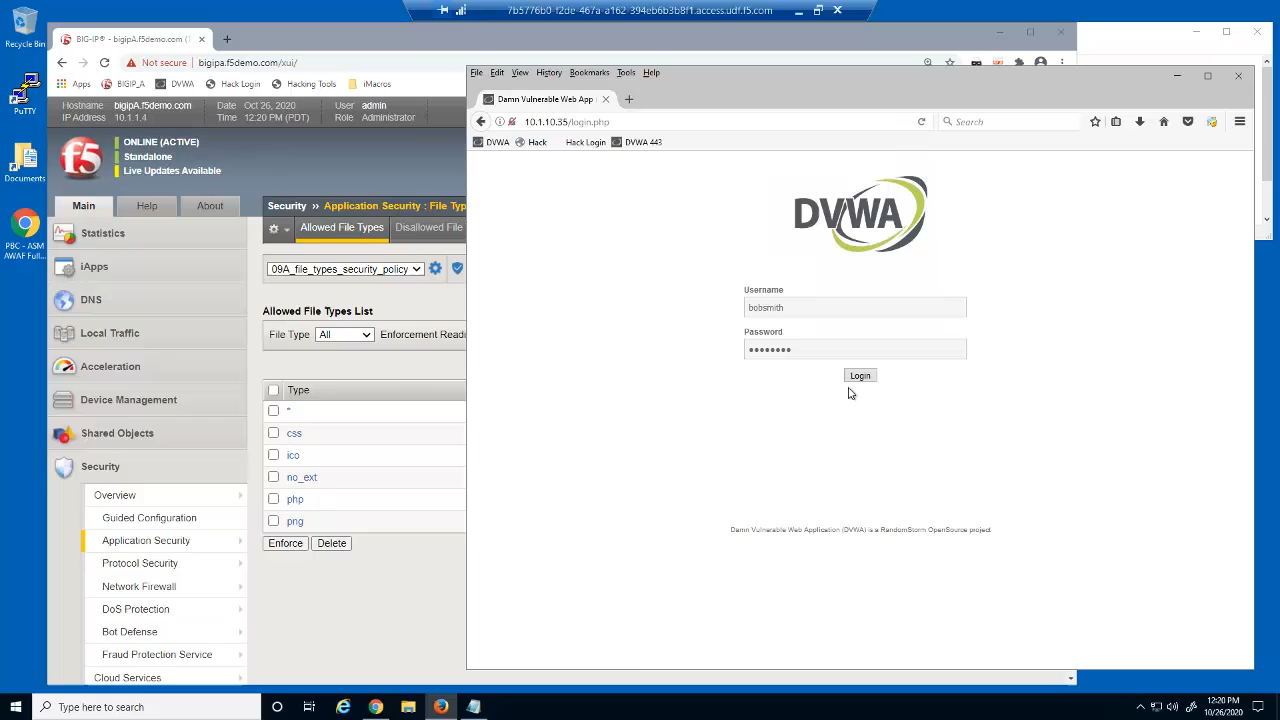 7b5776b0-f2de-467a-a162-394eb6b3b8f1.access.udf.f5.com
Recycle Bin
PuTTY
Documents
PBC - ASM
AWAF Full...
BIG-IP® - bigipa.f5demo.com (
Not secure
bigipa.f5demo.com/xui/
Apps
BIGIP_A
DVWA
Hack Login
Hacking Tools
iMacros
Hostname bigipA.f5demo.com
IP Address 10.1.1.4
Date Oct 26, 2020
Time 12:20 PM (PDT)
User admin
Role Administrator
f5
ONLINE (ACTIVE)
Standalone
Live Updates Available
Main
Help
About
Statistics
iApps
DNS
Local Traffic
Acceleration
Device Management
Shared Objects
Security
Overview
Guided Configuration
Application Security
Protocol Security
Network Firewall
DoS Protection
Bot Defense
Fraud Protection Service
Cloud Services
Security ›› Application Security : File Typ
Allowed File Types
Disallowed File
09A_file_types_security_policy
Allowed File Types List
File Type All Enforcement Readi
Type
*
css
ico
no_ext
php
png
Enforce Delete
File Edit View History Bookmarks Tools Help
Damn Vulnerable Web App
10.1.10.35/login.php
Search
DVWA
Hack
Hack Login
DVWA 443
DVWA
Username
bobsmith
Password
●●●●●●●●
Login
Damn Vulnerable Web Application (DVWA) is a RandomStorm OpenSource project
Type here to search
12:20 PM
10/26/2020